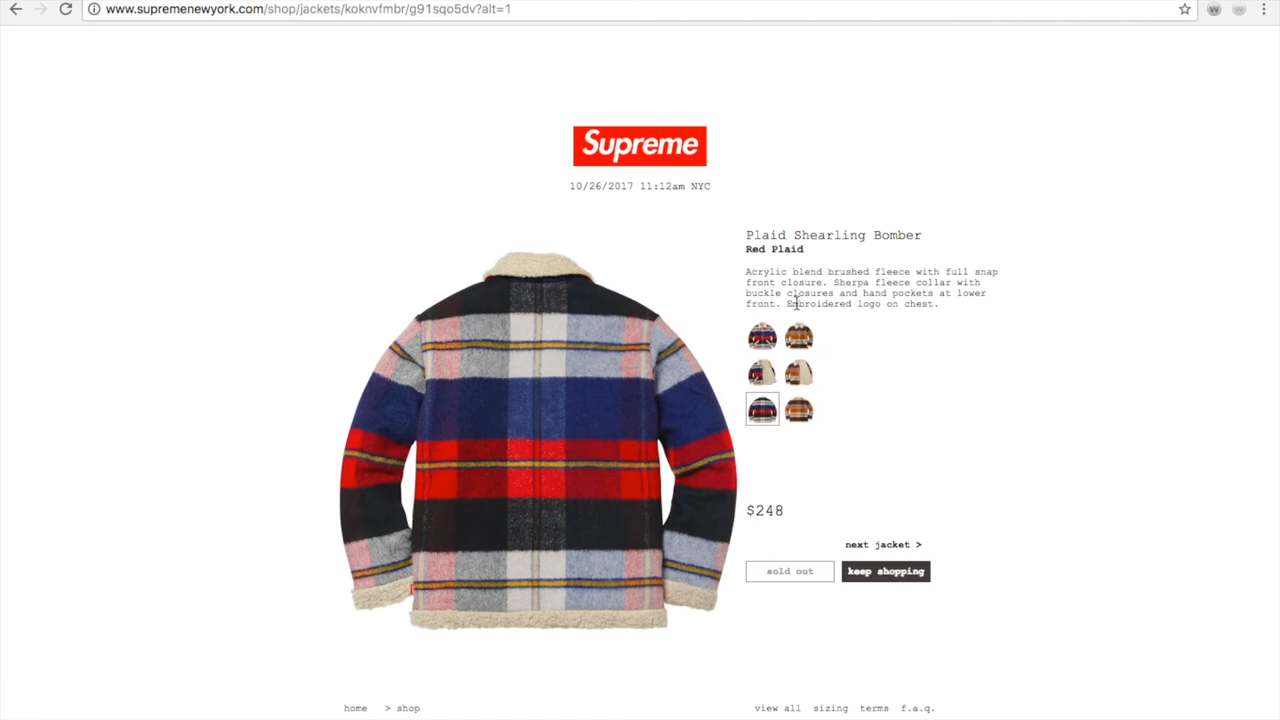 www.supremenewyork.com/shop/jackets/koknvfmbr/g91sqo5dv?alt=1
Supreme
10/26/2017 11:12am NYC
Plaid Shearling Bomber
Red Plaid
Acrylic blend brushed fleece with full snap
front closure. Sherpa fleece collar with
buckle closures and hand pockets at lower
front. Embroidered logo on chest.
$248
next jacket >
sold out
keep shopping
home > shop
view all sizing terms f.a.q.